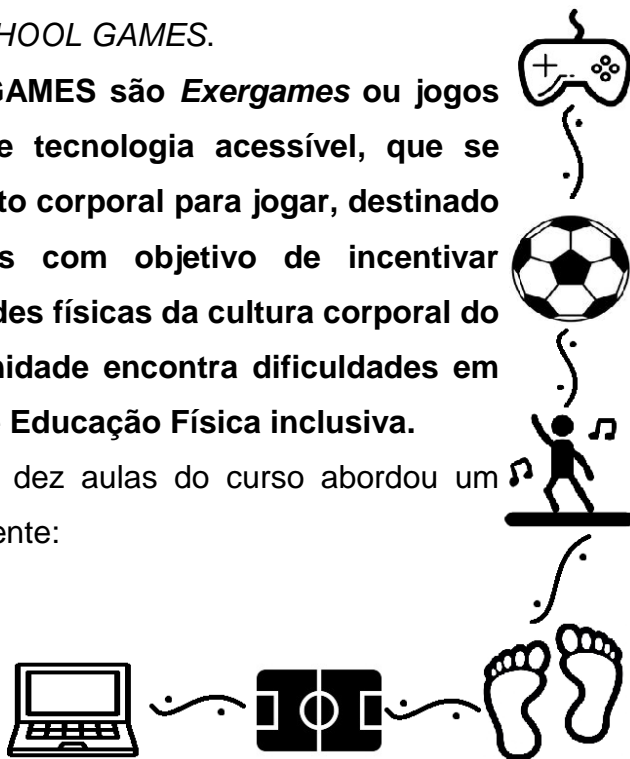 HOOL GAMES.
GAMES são Exergames ou jogos
e tecnologia acessível, que se
to corporal para jogar, destinado
s com objetivo de incentivar
des físicas da cultura corporal do
nidade encontra dificuldades em
Educação Física inclusiva.
dez aulas do curso abordou um
ente: